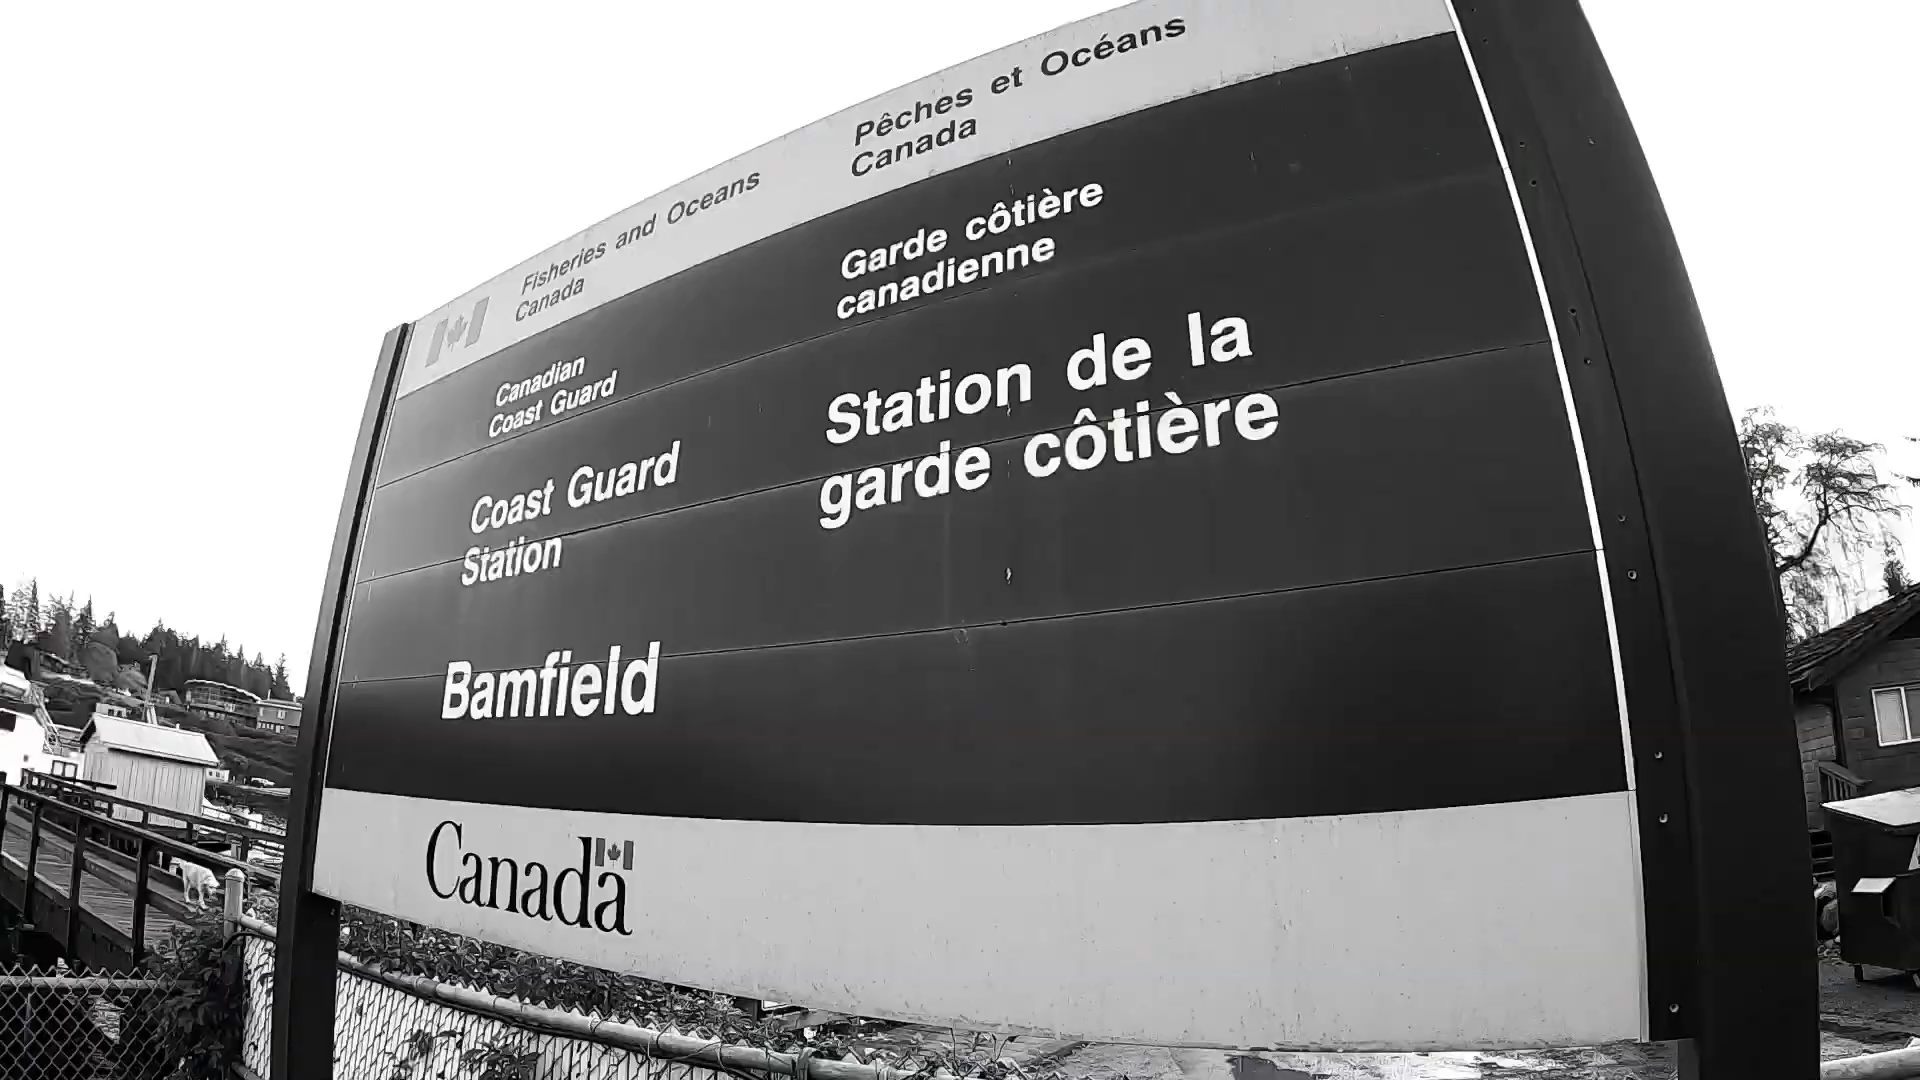 Fisheries and Oceans
Canada
Pêches et Océans
Canada
Canadian
Coast Guard
Garde côtière
canadienne
Coast Guard
Station
Station de la
garde côtière
Bamfield
Canada